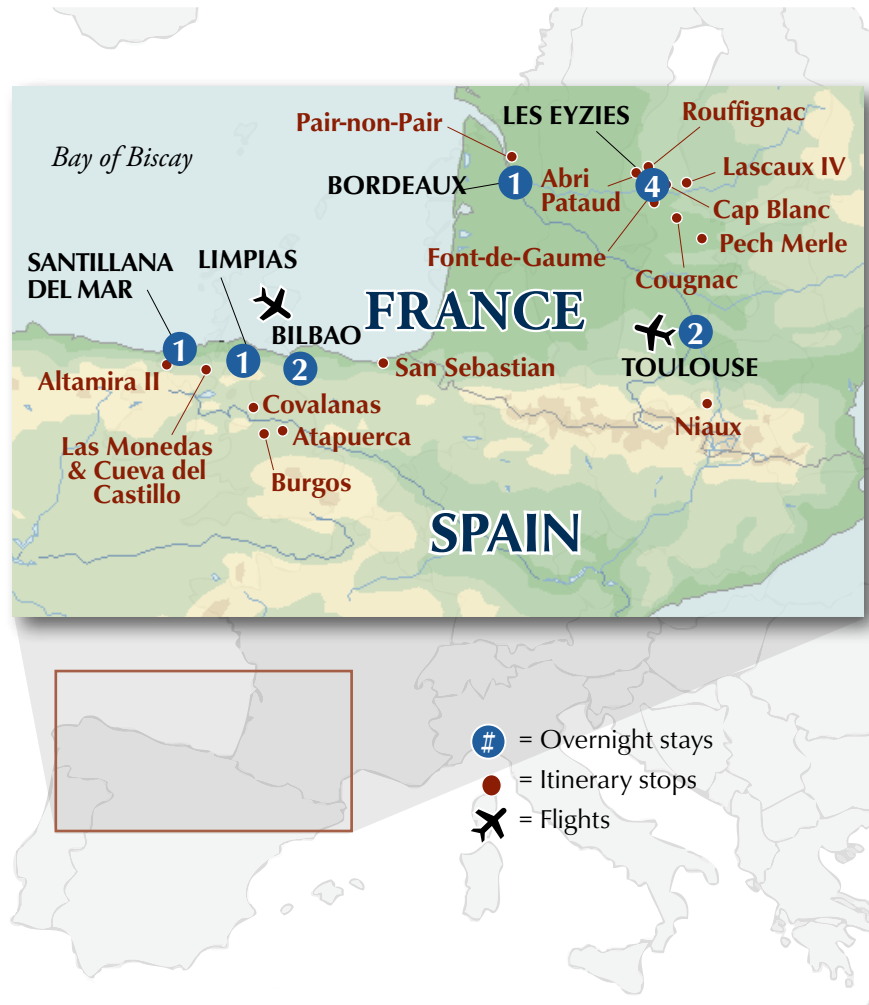 Pair-non-Pair
LES EYZIES
Rouffignac
Bay of Biscay
BORDEAUX
1
Abri
Pataud
4
Lascaux IV
Cap Blanc
Font-de-Gaume
Pech Merle
Cougnac
SANTILLANA
DEL MAR
LIMPIAS
FRANCE
BILBAO
1
1
2
2
TOULOUSE
Altamira II
San Sebastian
Covalanas
Niaux
Las Monedas
& Cueva del
Castillo
Atapuerca
Burgos
SPAIN
# = Overnight stays
= Itinerary stops
= Flights